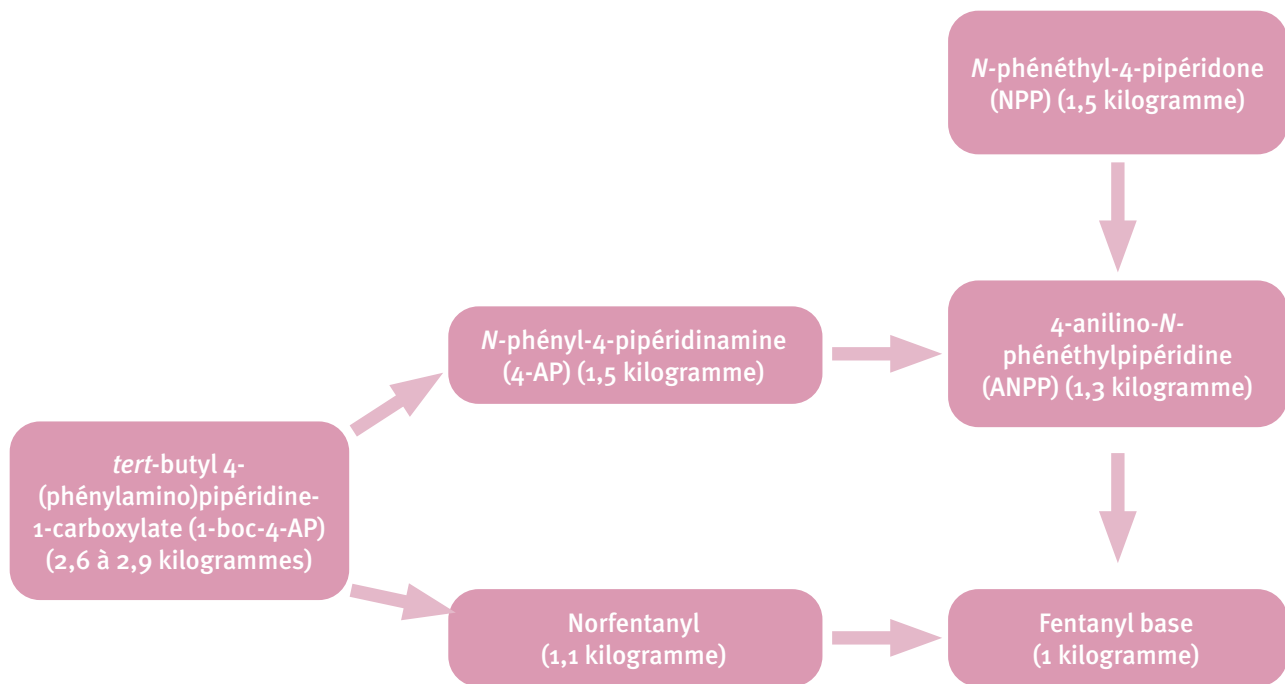 N-phénéthyl-4-pipéridone
(NPP) (1,5 kilogramme)
N-phényl-4-pipéridinamine
(4-AP) (1,5 kilogramme)
4-anilino-N-
phénéthylpipéridine
(ANPP) (1,3 kilogramme)
tert-butyl 4-
(phénylamino)pipéridine-
1-carboxylate (1-boc-4-AP)
(2,6 à 2,9 kilogrammes)
Norfentanyl
(1,1 kilogramme)
Fentanyl base
(1 kilogramme)